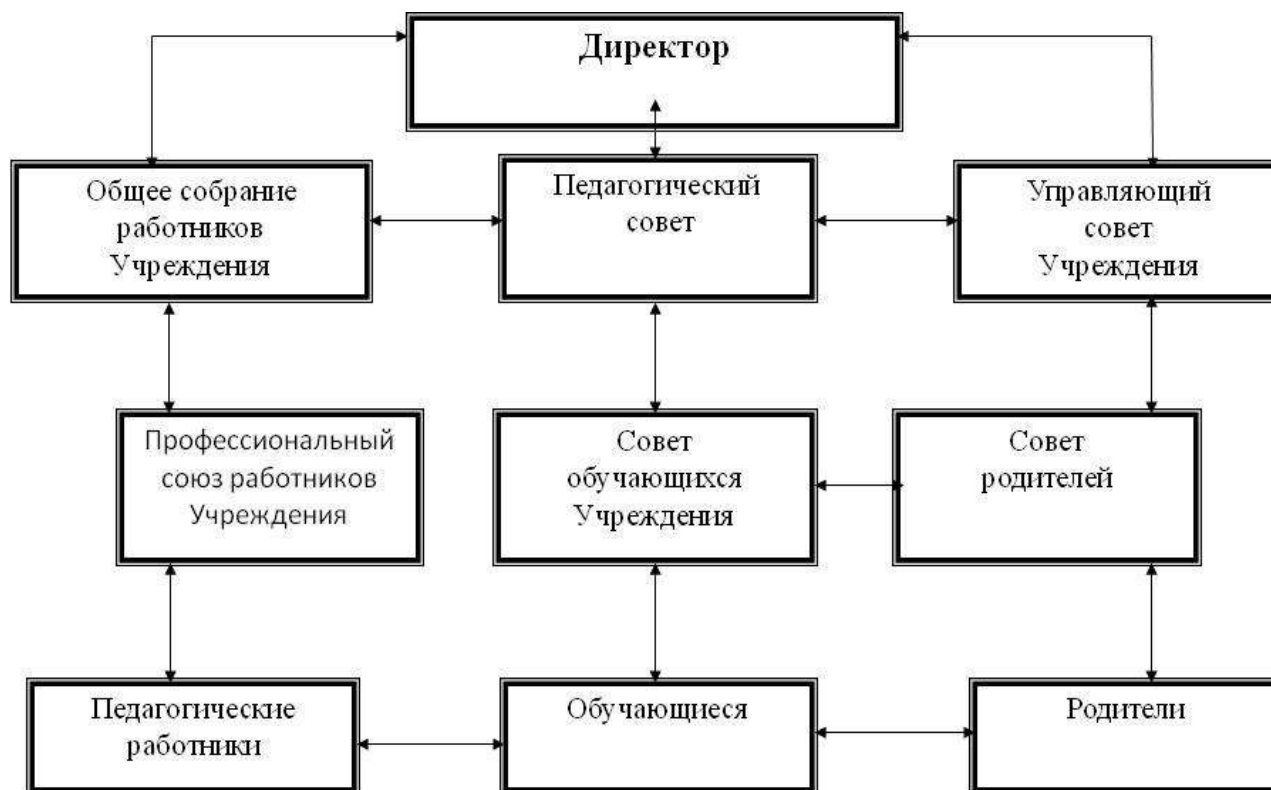 Директор
Общее собрание
работников
Учреждения
Педагогический
совет
Управляющий
совет
Учреждения
Профессиональный
союз работников
Учреждения
Совет
обучающихся
Учреждения
Совет
родителей
Педагогические
работники
Обучающиеся
Родители